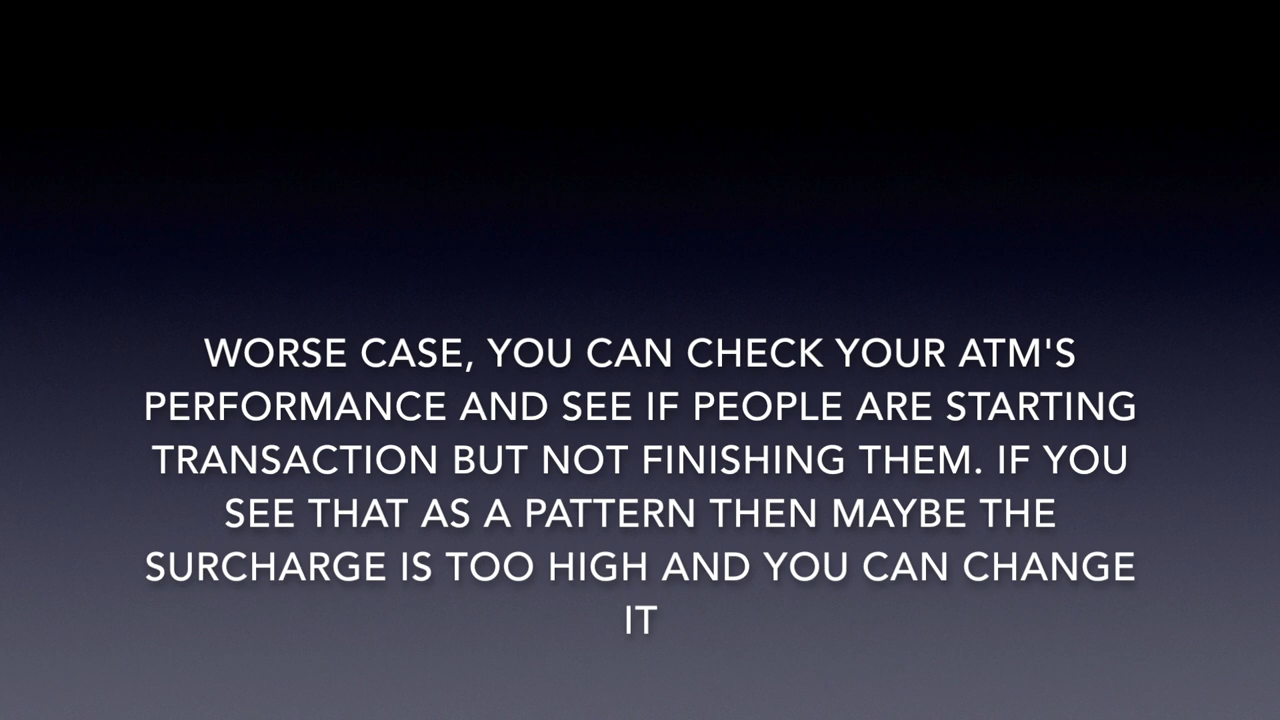 WORSE CASE, YOU CAN CHECK YOUR ATM'S
PERFORMANCE AND SEE IF PEOPLE ARE STARTING
TRANSACTION BUT NOT FINISHING THEM. IF YOU
SEE THAT AS A PATTERN THEN MAYBE THE
SURCHARGE IS TOO HIGH AND YOU CAN CHANGE
IT